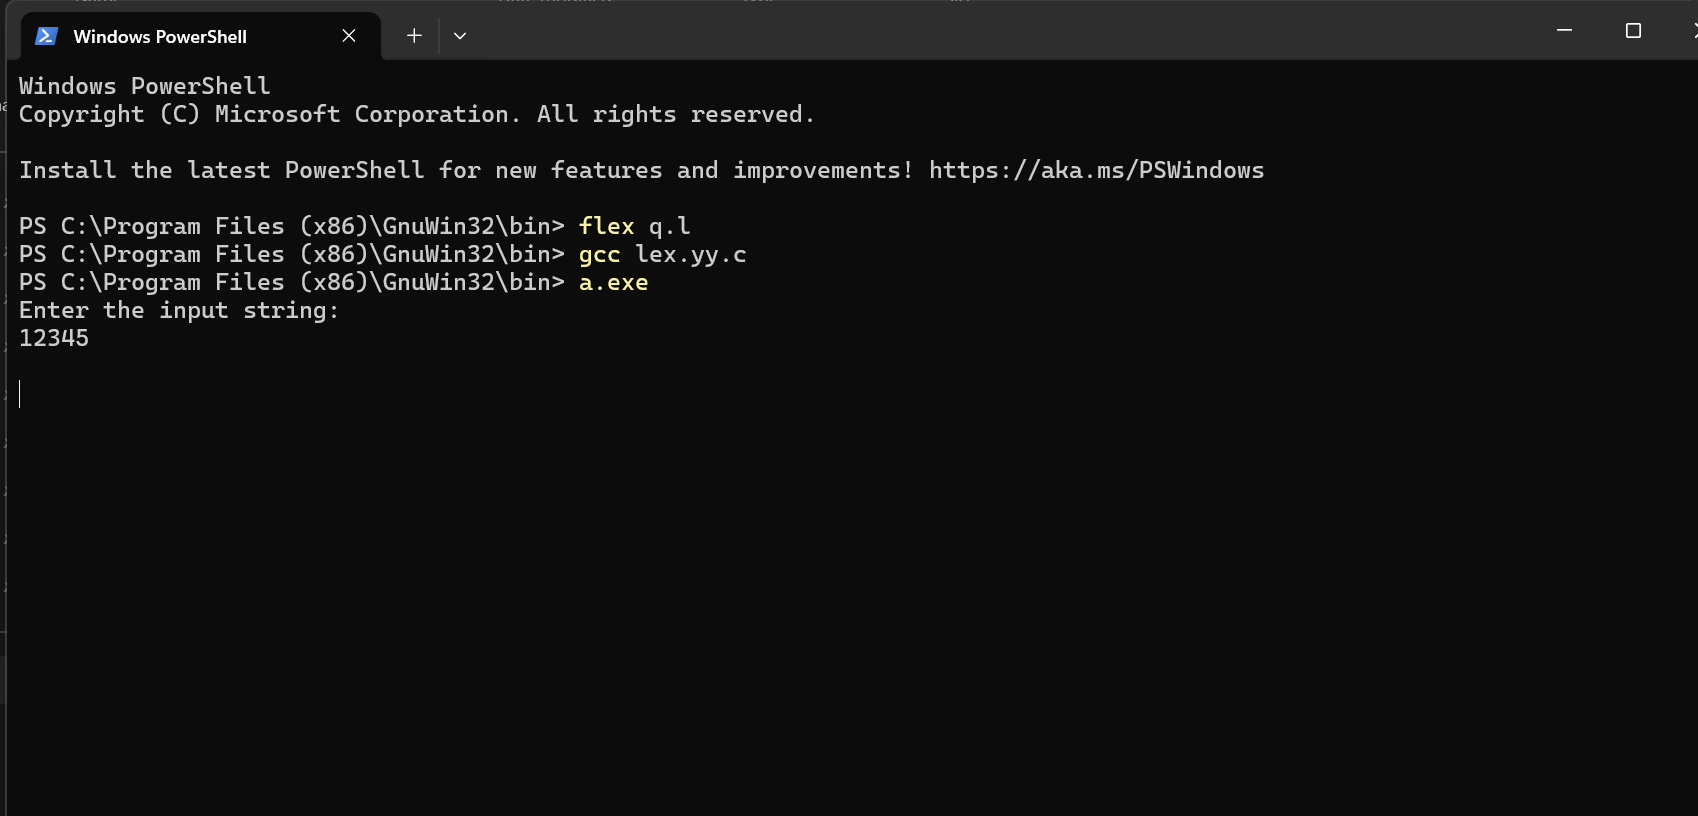 Windows PowerShell
Windows PowerShell
Copyright (C) Microsoft Corporation. All rights reserved.
Install the latest PowerShell for new features and improvements! https://aka.ms/PSWindows
PS C:\Program Files (x86)\GnuWin32\bin> flex q.l
PS C:\Program Files (x86)\GnuWin32\bin> gcc lex.yy.c
PS C:\Program Files (x86)\GnuWin32\bin> a.exe
Enter the input string:
12345